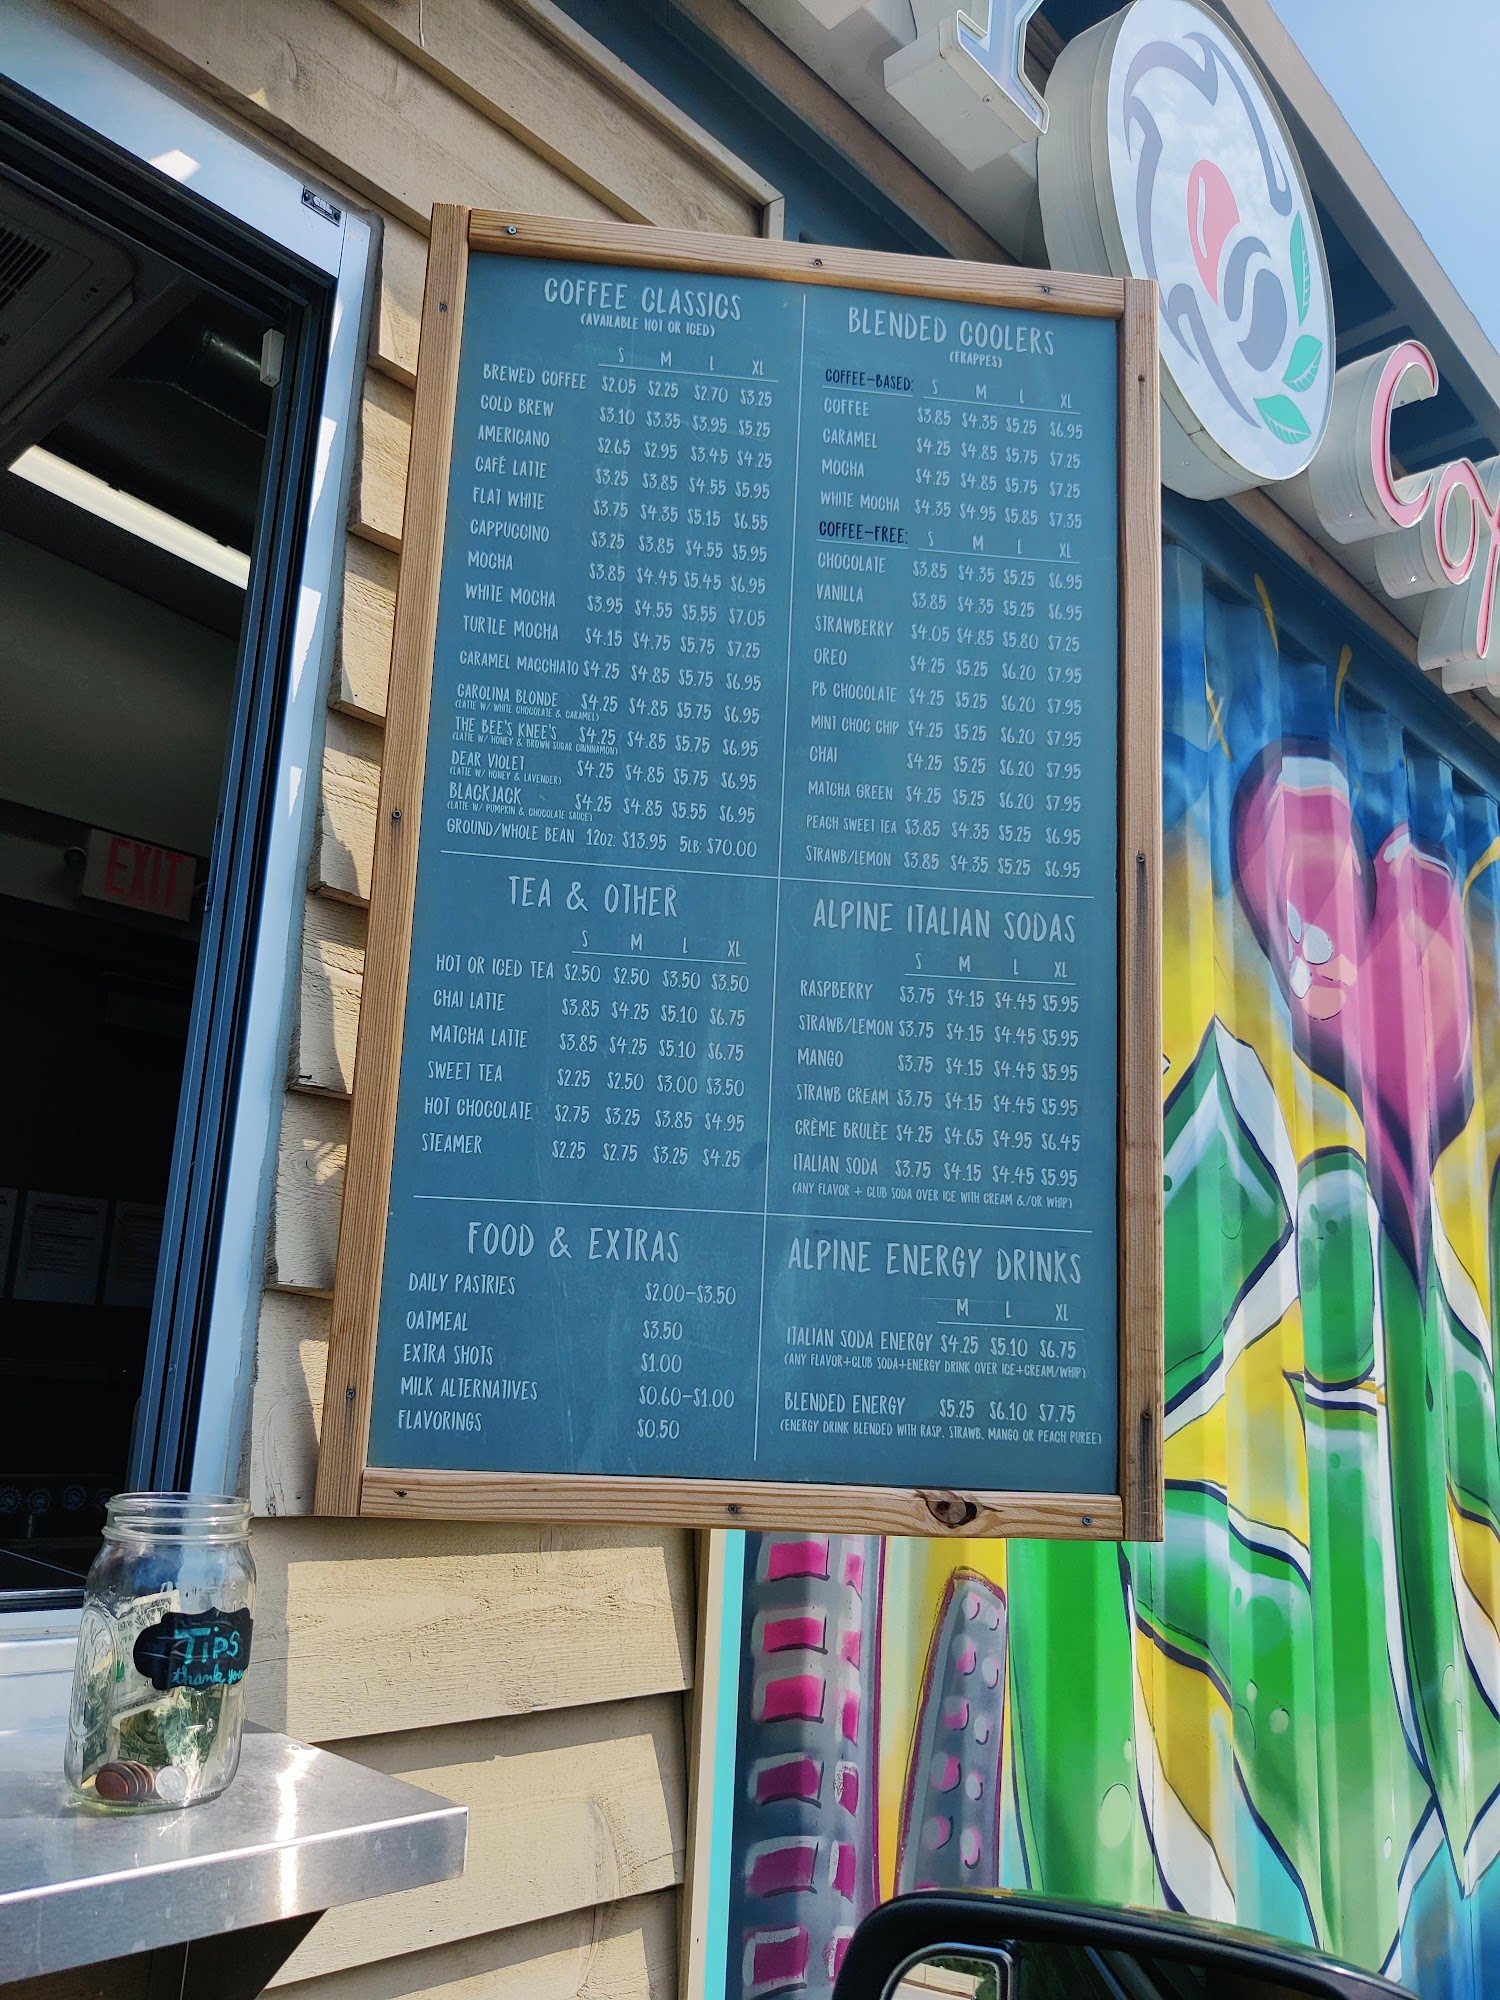 COFFEE CLASSICS
(AVAILABLE HOT OR ICED)
S M L XL
BREWED COFFEE $2.05 $2.25 $2.70 $3.25
COLD BREW $3.10 $3.35 $3.95 $5.25
AMERICANO $2.65 $2.95 $3.45 $4.25
CAFÉ LATTE $3.25 $3.85 $4.55 $5.95
FLAT WHITE $3.75 $4.35 $5.15 $6.55
CAPPUCCINO $3.25 $3.85 $4.55 $5.95
MOCHA $3.85 $4.45 $5.45 $6.95
WHITE MOCHA $3.95 $4.55 $5.55 $7.05
TURTLE MOCHA $4.15 $4.75 $5.75 $7.25
CARAMEL MACCHIATO $4.25 $4.85 $5.75 $6.95
CAROLINA BLONDE $4.25 $4.85 $5.75 $6.95
(LATTE W/ WHITE CHOCOLATE & CARAMEL)
THE BEE'S KNEE'S $4.25 $4.85 $5.75 $6.95
(LATTE W/ HONEY & BROWN SUGAR CINNNAMON)
DEAR VIOLET $4.25 $4.85 $5.75 $6.95
(LATTE W/ HONEY & LAVENDER)
BLACKJACK $4.25 $4.85 $5.55 $6.95
(LATTE W/ PUMPKIN & CHOCOLATE SAUCE)
GROUND/WHOLE BEAN 12OZ: $13.95 5LB: $70.00
TEA & OTHER
S M L XL
HOT OR ICED TEA $2.50 $2.50 $3.50 $3.50
CHAI LATTE $3.85 $4.25 $5.10 $6.75
MATCHA LATTE $3.85 $4.25 $5.10 $6.75
SWEET TEA $2.25 $2.50 $3.00 $3.50
HOT CHOCOLATE $2.75 $3.25 $3.85 $4.95
STEAMER $2.25 $2.75 $3.25 $4.25
FOOD & EXTRAS
DAILY PASTRIES $2.00-$3.50
OATMEAL $3.50
EXTRA SHOTS $1.00
MILK ALTERNATIVES $0.60-$1.00
FLAVORINGS $0.50
BLENDED COOLERS
(FRAPPES)
COFFEE-BASED: S M L XL
COFFEE $3.85 $4.35 $5.25 $6.95
CARAMEL $4.25 $4.85 $5.75 $7.25
MOCHA $4.25 $4.85 $5.75 $7.25
WHITE MOCHA $4.35 $4.95 $5.85 $7.35
COFFEE-FREE: S M L XL
CHOCOLATE $3.85 $4.35 $5.25 $6.95
VANILLA $3.85 $4.35 $5.25 $6.95
STRAWBERRY $4.05 $4.85 $5.80 $7.25
OREO $4.25 $5.25 $6.20 $7.95
PB CHOCOLATE $4.25 $5.25 $6.20 $7.95
MINT CHOC CHIP $4.25 $5.25 $6.20 $7.95
CHAI $4.25 $5.25 $6.20 $7.95
MATCHA GREEN $4.25 $5.25 $6.20 $7.95
PEACH SWEET TEA $3.85 $4.35 $5.25 $6.95
STRAWB/LEMON $3.85 $4.35 $5.25 $6.95
ALPINE ITALIAN SODAS
S M L XL
RASPBERRY $3.75 $4.15 $4.45 $5.95
STRAWB/LEMON $3.75 $4.15 $4.45 $5.95
MANGO $3.75 $4.15 $4.45 $5.95
STRAWB CREAM $3.75 $4.15 $4.45 $5.95
CRÈME BRULÈE $4.25 $4.65 $4.95 $6.45
ITALIAN SODA $3.75 $4.15 $4.45 $5.95
(ANY FLAVOR + CLUB SODA OVER ICE WITH CREAM &/OR WHIP)
ALPINE ENERGY DRINKS
M L XL
ITALIAN SODA ENERGY $4.25 $5.10 $6.75
(ANY FLAVOR+CLUB SODA+ENERGY DRINK OVER ICE+CREAM/WHIP)
BLENDED ENERGY $5.25 $6.10 $7.75
(ENERGY DRINK BLENDED WITH RASP, STRAWB, MANGO OR PEACH PUREE)
EXIT
Tips
thank you